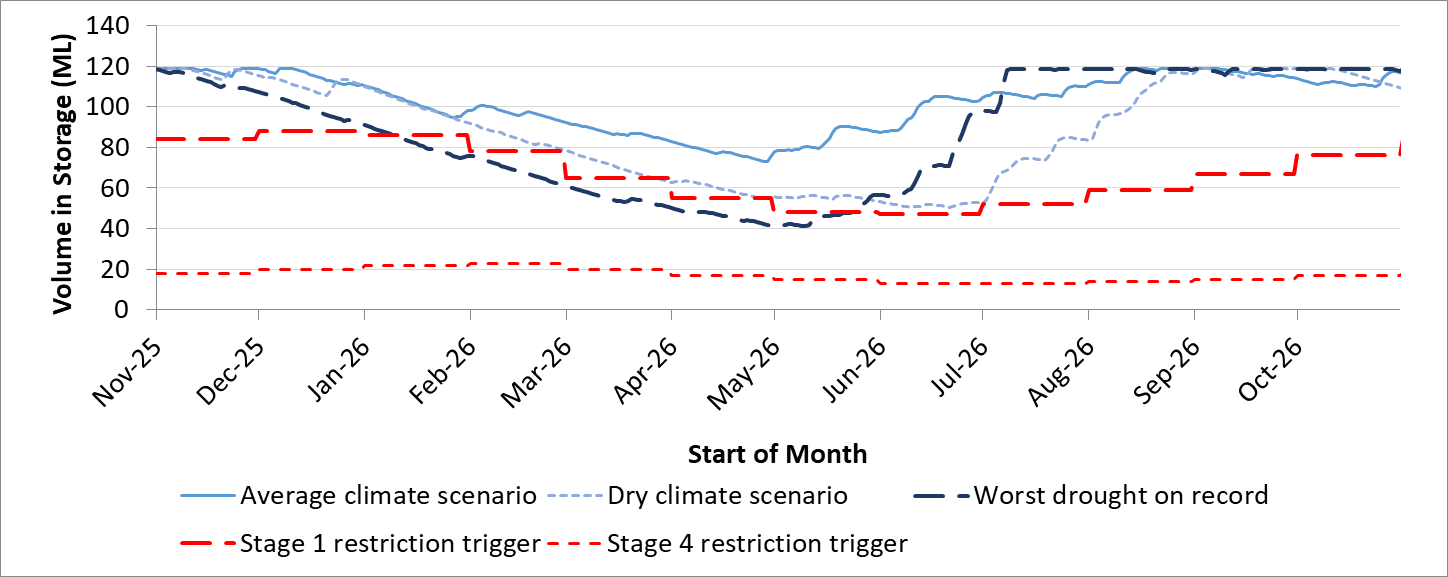 Volume in Storage (ML)
140
120
100
80
60
40
20
0
Nov-25
Dec-25
Jan-26
Feb-26
Mar-26
Apr-26
May-26
Jun-26
Jul-26
Aug-26
Sep-26
Oct-26
Start of Month
Average climate scenario
Dry climate scenario
Worst drought on record
Stage 1 restriction trigger
Stage 4 restriction trigger